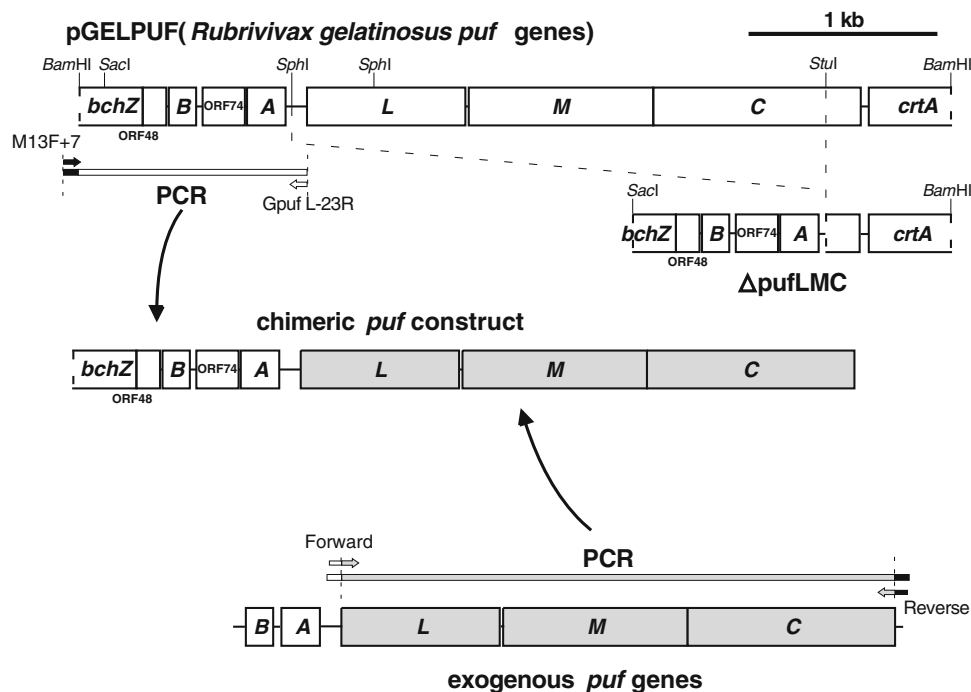 1 kb
pGELPUF( Rubrivivax gelatinosus puf genes)
BamHI SacI SphI SphI StuI BamHI
bchZ B ORF74 A L M C crtA
ORF48
M13F+7
PCR
Gpuf L-23R
SacI BamHI
bchZ B ORF74 A crtA
ORF48
ΔpufLMC
chimeric puf construct
bchZ B ORF74 A L M C
ORF48
Forward
PCR
Reverse
B A L M C
exogenous puf genes